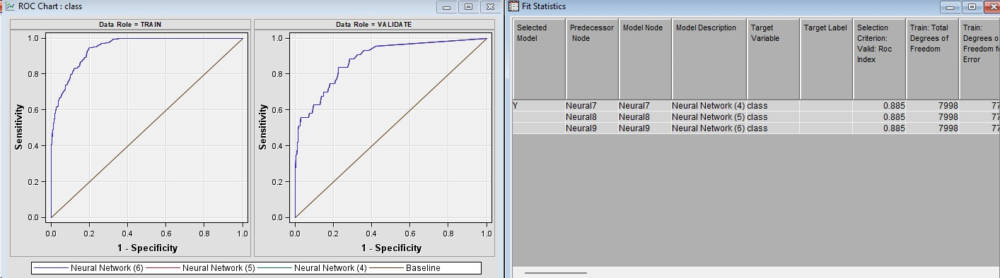 ROC Chart : class
Data Role = TRAIN
Data Role = VALIDATE
Sensitivity
1.0
0.8
0.6
0.4
0.2
0.0
0.0 0.2 0.4 0.6 0.8 1.0
1 - Specificity
Sensitivity
1.0
0.8
0.6
0.4
0.2
0.0
0.0 0.2 0.4 0.6 0.8 1.0
1 - Specificity
Neural Network (6) Neural Network (5) Neural Network (4) Baseline
Fit Statistics
Selected Model
Predecessor Node
Model Node
Model Description
Target Variable
Target Label
Selection Criterion: Valid: Roc Index
Train: Total Degrees of Freedom
Train: Degrees o Freedom f Error
Y Neural7 Neural7 Neural Network (4) class 0.885 7998 77
Neural8 Neural8 Neural Network (5) class 0.885 7998 77
Neural9 Neural9 Neural Network (6) class 0.885 7998 77